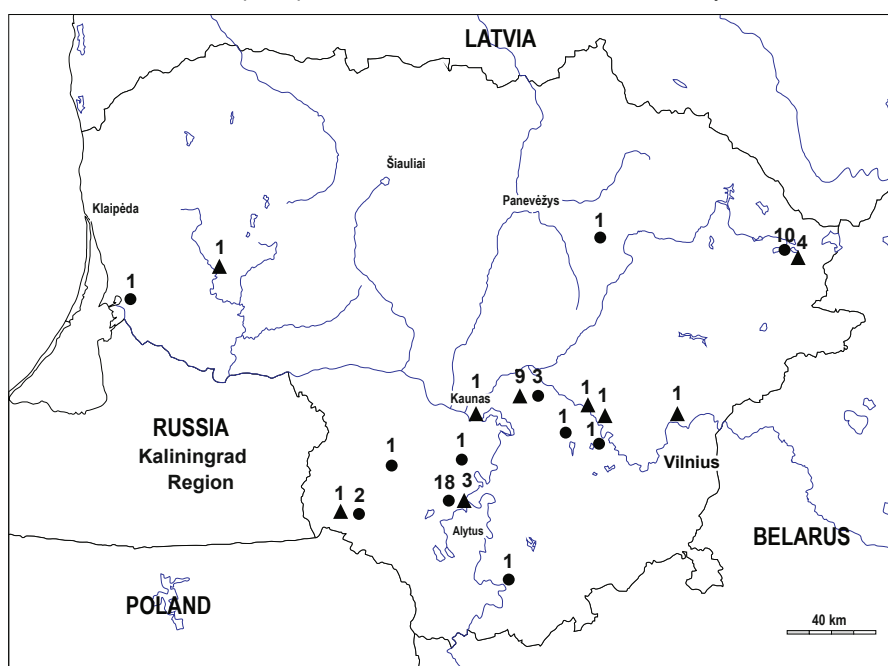 LATVIA
Šiauliai
Panevėžys
Klaipėda
1
10
4
1
1
9
3
1
1
1
1
Kaunas
RUSSIA
Kaliningrad
Region
1
1
1
1
Vilnius
18
3
1
2
Alytus
BELARUS
1
POLAND
40 km